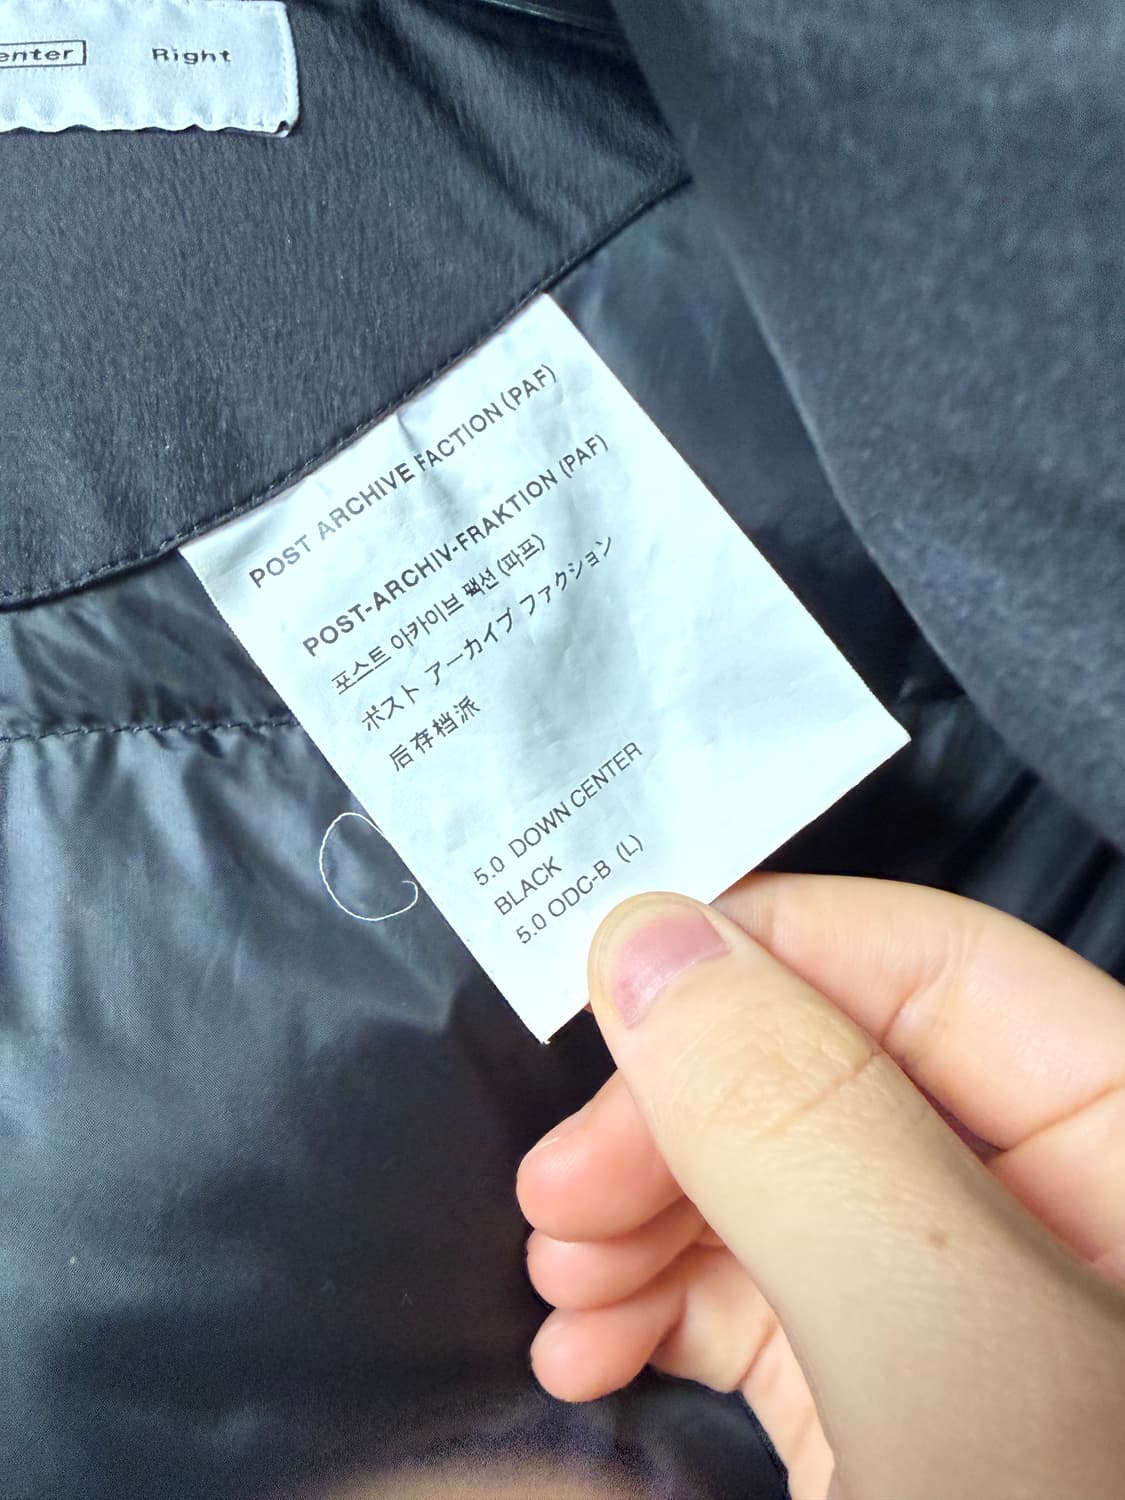 Right
POST ARCHIVE FACTION (PAF)
POST-ARCHIV-FRAKTION (PAF)
포스트 아카이브 팩션 (파프)
ポスト アーカイブ ファクション
后存档派
5.0 DOWN CENTER
BLACK
5.0 ODC-B (L)